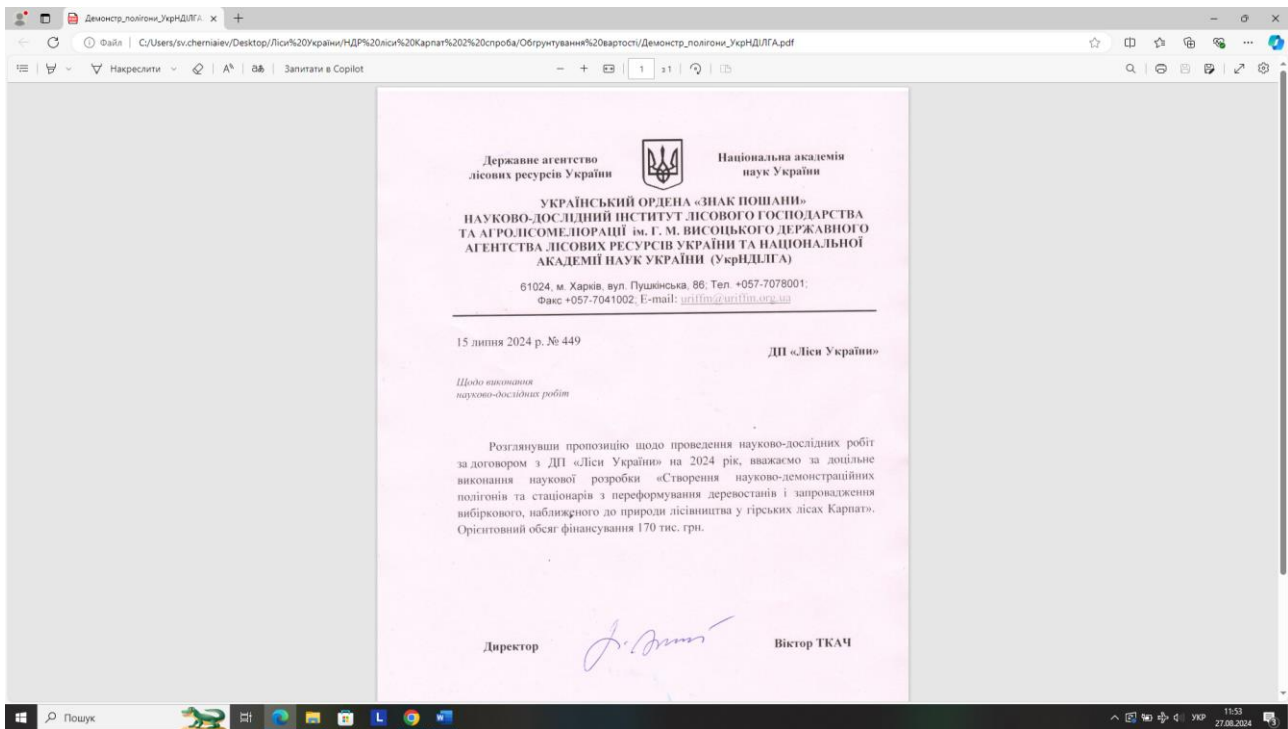 Демонстр_полігони_УкрНДІЛГА.
Файл
C:/Users/sv.cherniaiev/Desktop/Ліси%20України/НДР%20ліси%20Карпат%202%20спроба/Обгрунтування%20вартості/Демонстр_полігони_УкрНДІЛГА.pdf
Накреслити
Запитати в Copilot
1 з 1
Державне агентство
лісових ресурсів України
Національна академія
наук України
УКРАЇНСЬКИЙ ОРДЕНА «ЗНАК ПОШАНИ»
НАУКОВО-ДОСЛІДНИЙ ІНСТИТУТ ЛІСОВОГО ГОСПОДАРСТВА
ТА АГРОЛІСОМЕЛІОРАЦІЇ ім. Г. М. ВИСОЦЬКОГО ДЕРЖАВНОГО
АГЕНТСТВА ЛІСОВИХ РЕСУРСІВ УКРАЇНИ ТА НАЦІОНАЛЬНОЇ
АКАДЕМІЇ НАУК УКРАЇНИ (УкрНДІЛГА)
61024, м. Харків, вул. Пушкінська, 86; Тел. +057-7078001;
Факс +057-7041002; E-mail: uriffm@uriffm.org.ua
15 липня 2024 р. № 449
ДП «Ліси України»
Щодо виконання
науково-дослідних робіт
Розглянувши пропозицію щодо проведення науково-дослідних робіт
за договором з ДП «Ліси України» на 2024 рік, вважаємо за доцільне
виконання наукової розробки «Створення науково-демонстраційних
полігонів та стаціонарів з переформування деревостанів і запровадження
вибіркового, наближеного до природи лісівництва у гірських лісах Карпат».
Орієнтовний обсяг фінансування 170 тис. грн.
Директор
Віктор ТКАЧ
Пошук
УКР
11:53
27.08.2024